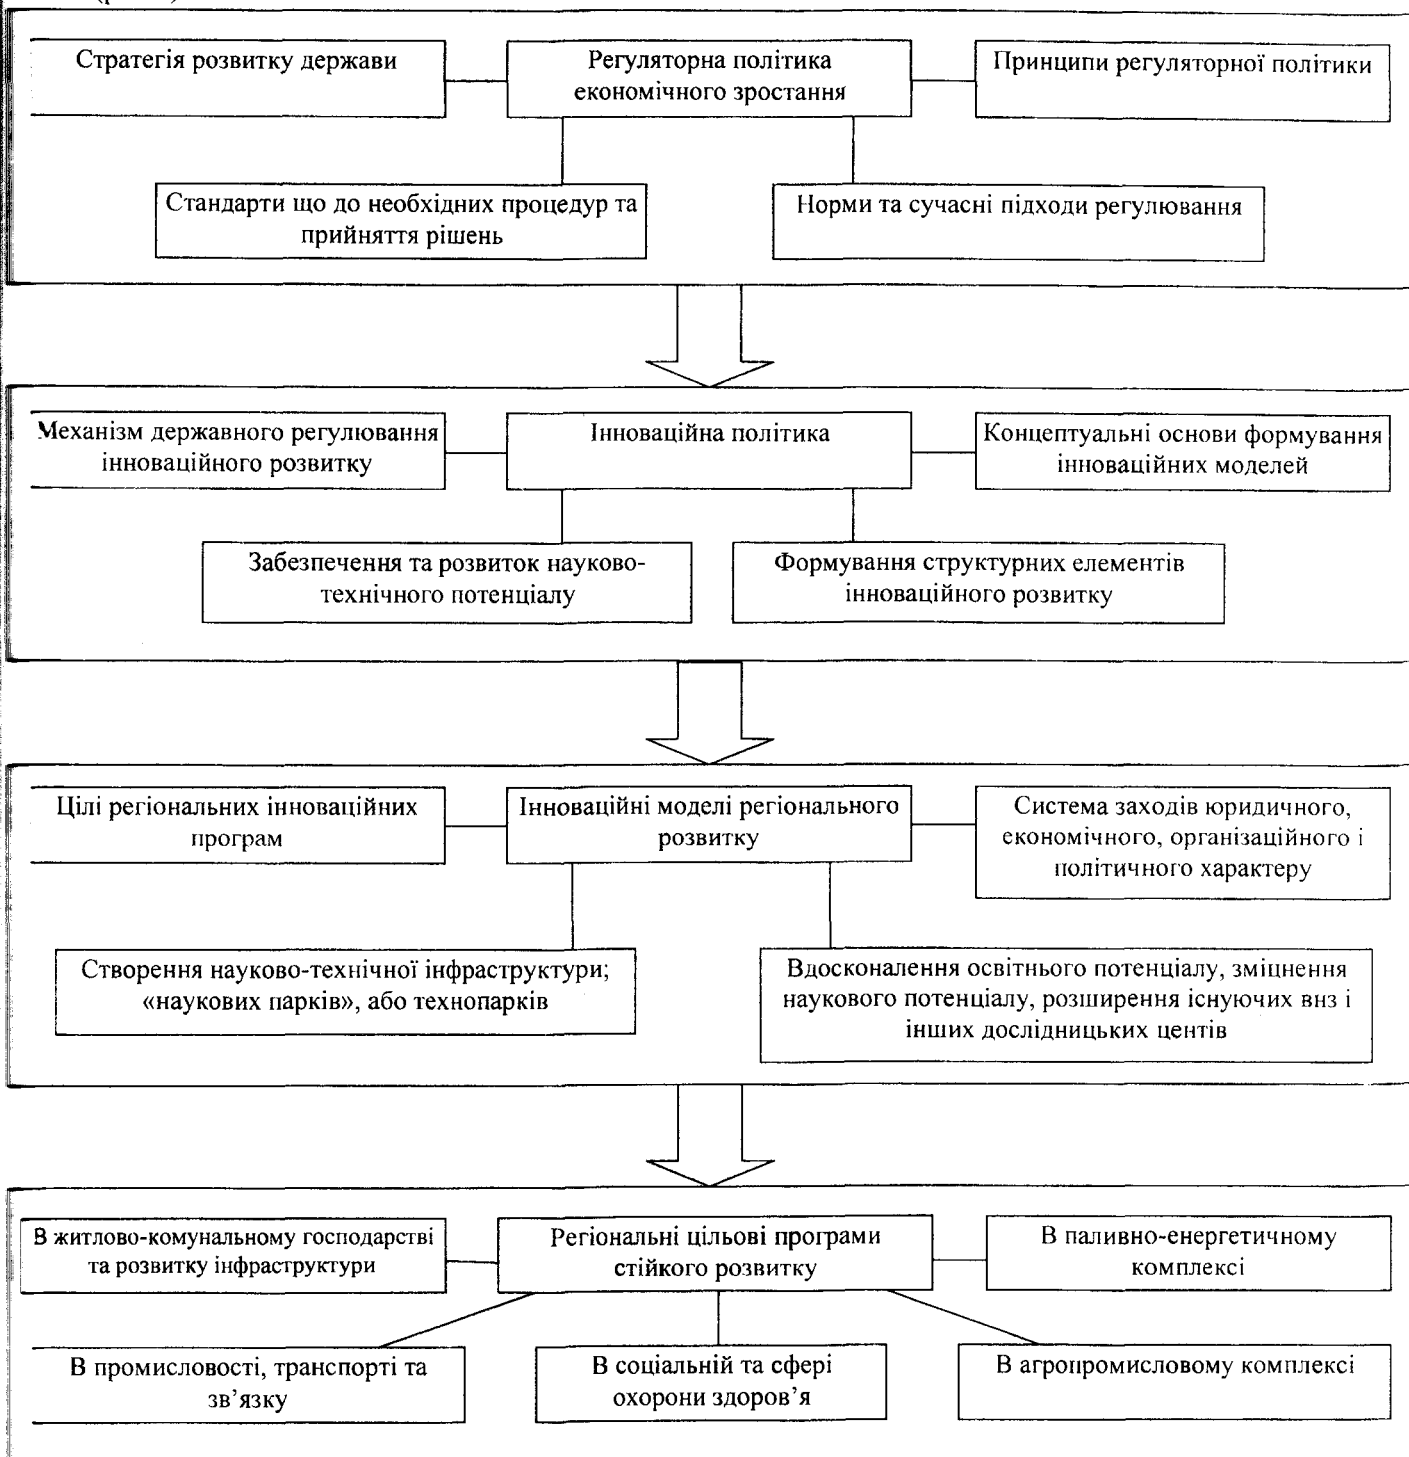 Стратегія розвитку держави
Регуляторна політика
економічного зростання
Принципи регуляторної політики
Стандарти що до необхідних процедур та
прийняття рішень
Норми та сучасні підходи регулювання
Механізм державного регулювання
інноваційного розвитку
Інноваційна політика
Концептуальні основи формування
інноваційних моделей
Забезпечення та розвиток науково-
технічного потенціалу
Формування структурних елементів
інноваційного розвитку
Цілі регіональних інноваційних
програм
Інноваційні моделі регіонального
розвитку
Система заходів юридичного,
економічного, організаційного і
політичного характеру
Створення науково-технічної інфраструктури;
«наукових парків», або технопарків
Вдосконалення освітнього потенціалу, зміцнення
наукового потенціалу, розширення існуючих внз і
інших дослідницьких центів
В житлово-комунальному господарстві
та розвитку інфраструктури
Регіональні цільові програми
стійкого розвитку
В паливно-енергетичному
комплексі
В промисловості, транспорті та
зв’язку
В соціальній та сфері
охорони здоров’я
В агропромисловому комплексі